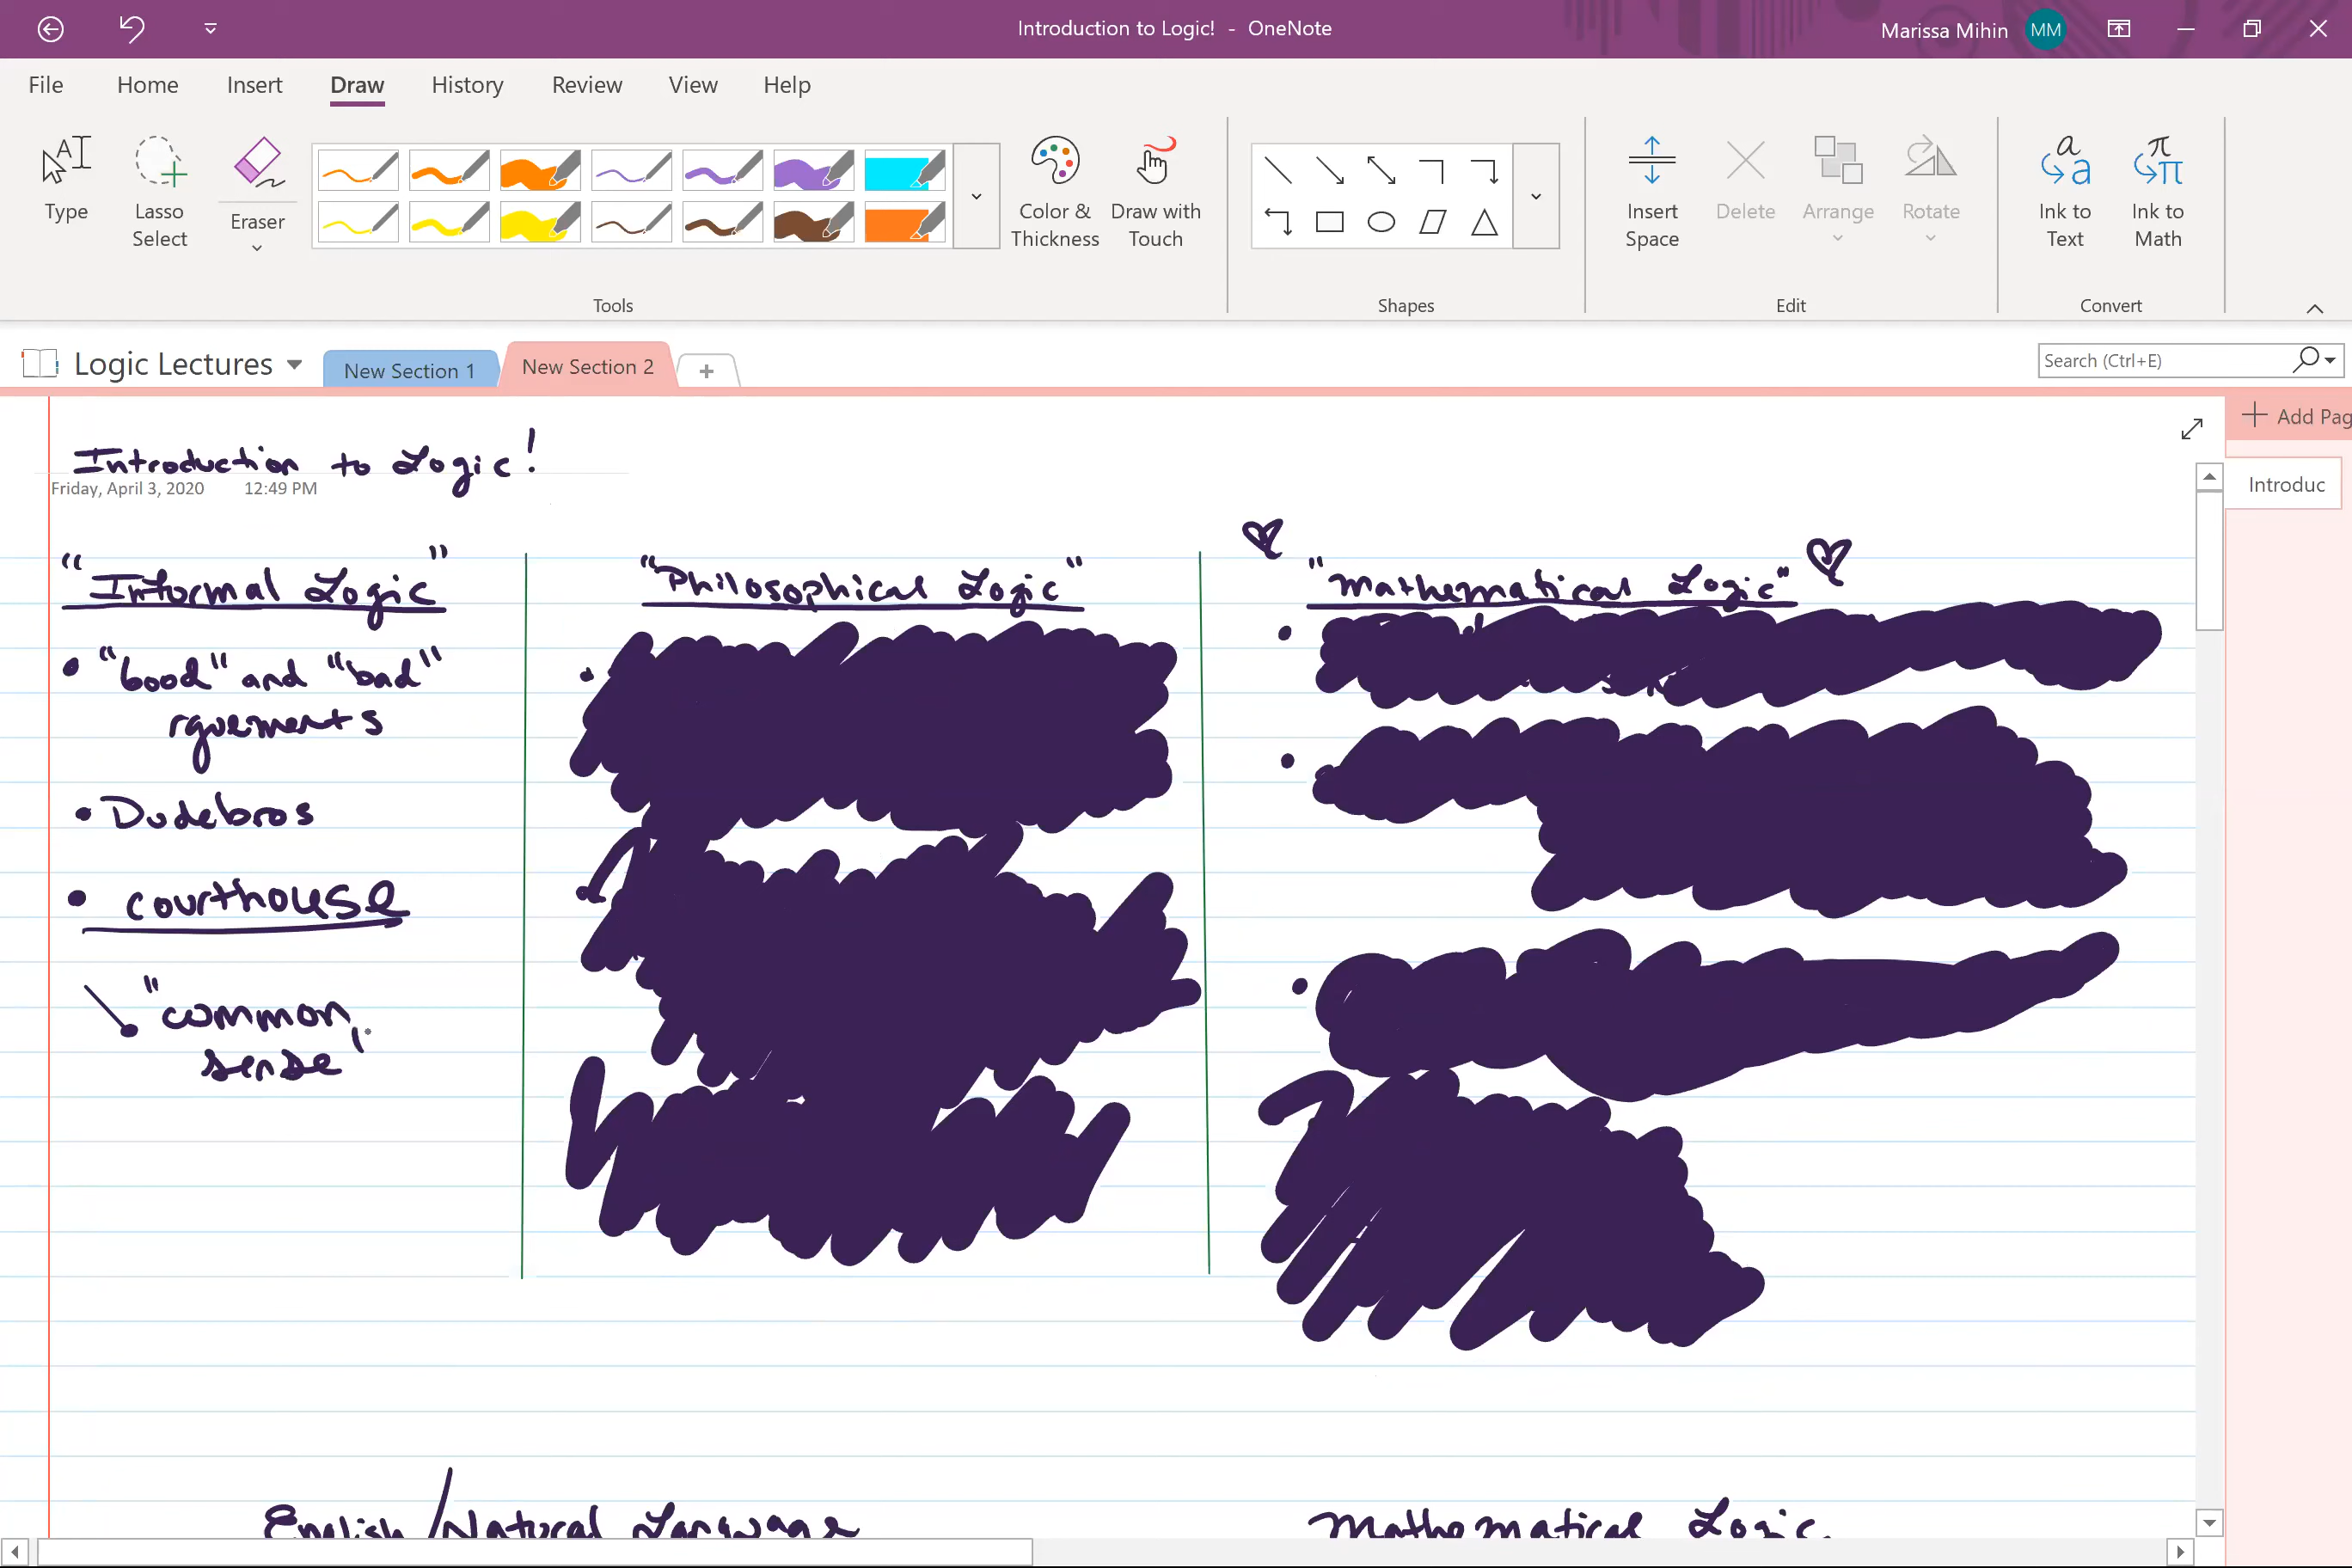 Introduction to Logic! - OneNote
Marissa Mihin MM
File Home Insert Draw History Review View Help
Type
Lasso Select
Eraser
Color & Thickness
Draw with Touch
Insert Space
Delete
Arrange
Rotate
Ink to Text
Ink to Math
Tools Shapes Edit Convert
Logic Lectures New Section 1 New Section 2 +
Search (Ctrl+E)
Add Pag
Introduc
Introduction to Logic!
Friday, April 3, 2020 12:49 PM
"Informal Logic"
• "good" and "bad"
rguements
• Dudebros
• courthouse
"common
sense"
"Philosophical Logic"
"Mathematical Logic"
English/Natural Language
Mathematical Logic